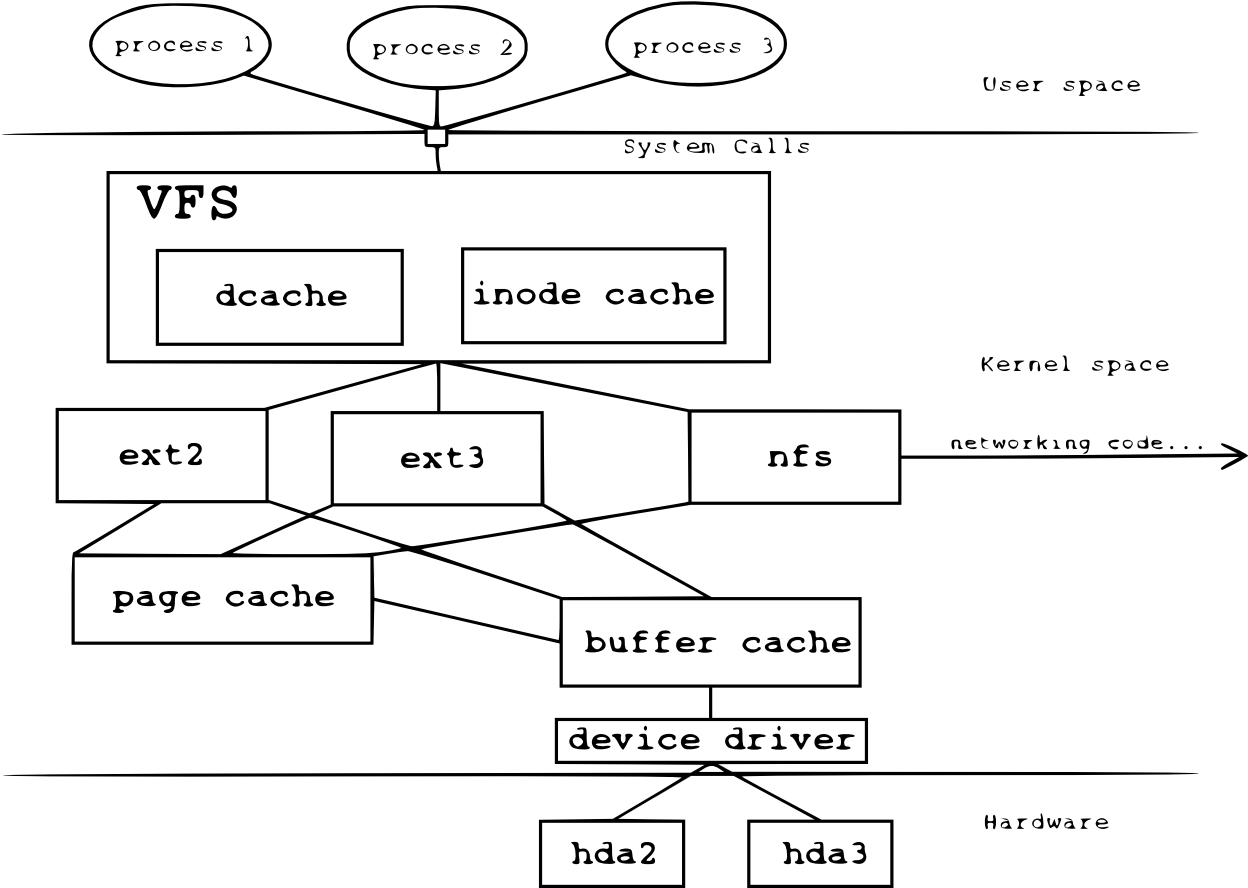 process 1
process 2
process 3
User space
System Calls
VFS
dcache
inode cache
Kernel space
ext2
ext3
nfs
networking code...
page cache
buffer cache
device driver
Hardware
hda2
hda3